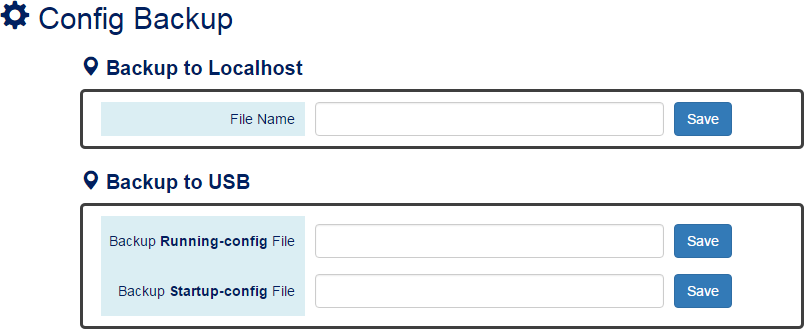 Config Backup
Backup to Localhost
File Name Save
Backup to USB
Backup Running-config File Save
Backup Startup-config File Save